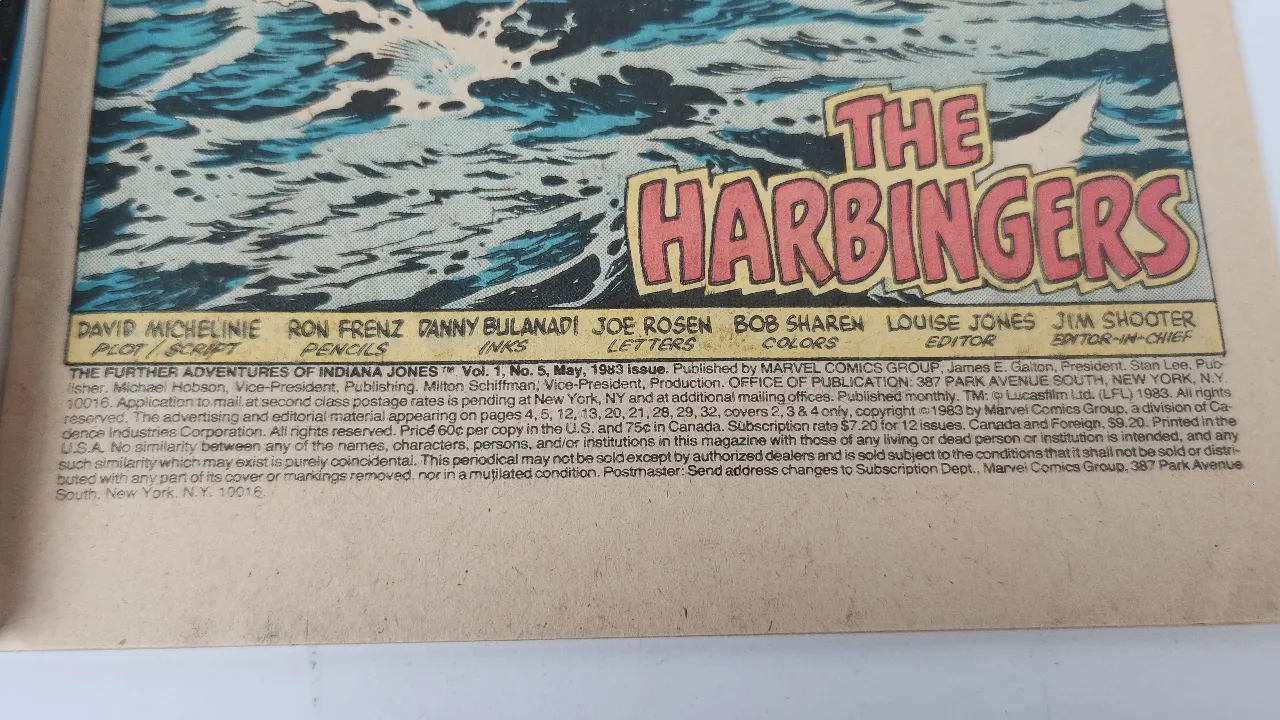 THE
HARBINGERS
DAVID MICHELINIE RON FRENZ DANNY BULANADI JOE ROSEN BOB SHAREN LOUISE JONES JIM SHOOTER
PLOT / SCRIPT PENCILS INKS LETTERS COLORS EDITOR EDITOR-IN-CHIEF
THE FURTHER ADVENTURES OF INDIANA JONES™ Vol. 1, No. 5, May, 1983 issue. Published by MARVEL COMICS GROUP, James E. Galton, President. Stan Lee, Pub-
lisher. Michael Hobson, Vice-President, Publishing. Milton Schiffman, Vice-President, Production. OFFICE OF PUBLICATION: 387 PARK AVENUE SOUTH, NEW YORK, N.Y.
10016. Application to mail at second class postage rates is pending at New York, NY and at additional mailing offices. Published monthly. TM: © Lucasfilm Ltd. (LFL) 1983. All rights
reserved. The advertising and editorial material appearing on pages 4, 5, 12, 13, 20, 21, 28, 29, 32, covers 2, 3 & 4 only, copyright © 1983 by Marvel Comics Group, a division of Ca-
dence Industries Corporation. All rights reserved. Price 60¢ per copy in the U.S. and 75¢ in Canada. Subscription rate $7.20 for 12 issues. Canada and Foreign, $9.20. Printed in the
U.S.A. No similarity between any of the names, characters, persons, and/or institutions in this magazine with those of any living or dead person or institution is intended, and any
such similarity which may exist is purely coincidental. This periodical may not be sold except by authorized dealers and is sold subject to the conditions that it shall not be sold or distri-
buted with any part of its cover or markings removed, nor in a mutilated condition. Postmaster: Send address changes to Subscription Dept., Marvel Comics Group, 387 Park Avenue
South, New York, N.Y. 10016.